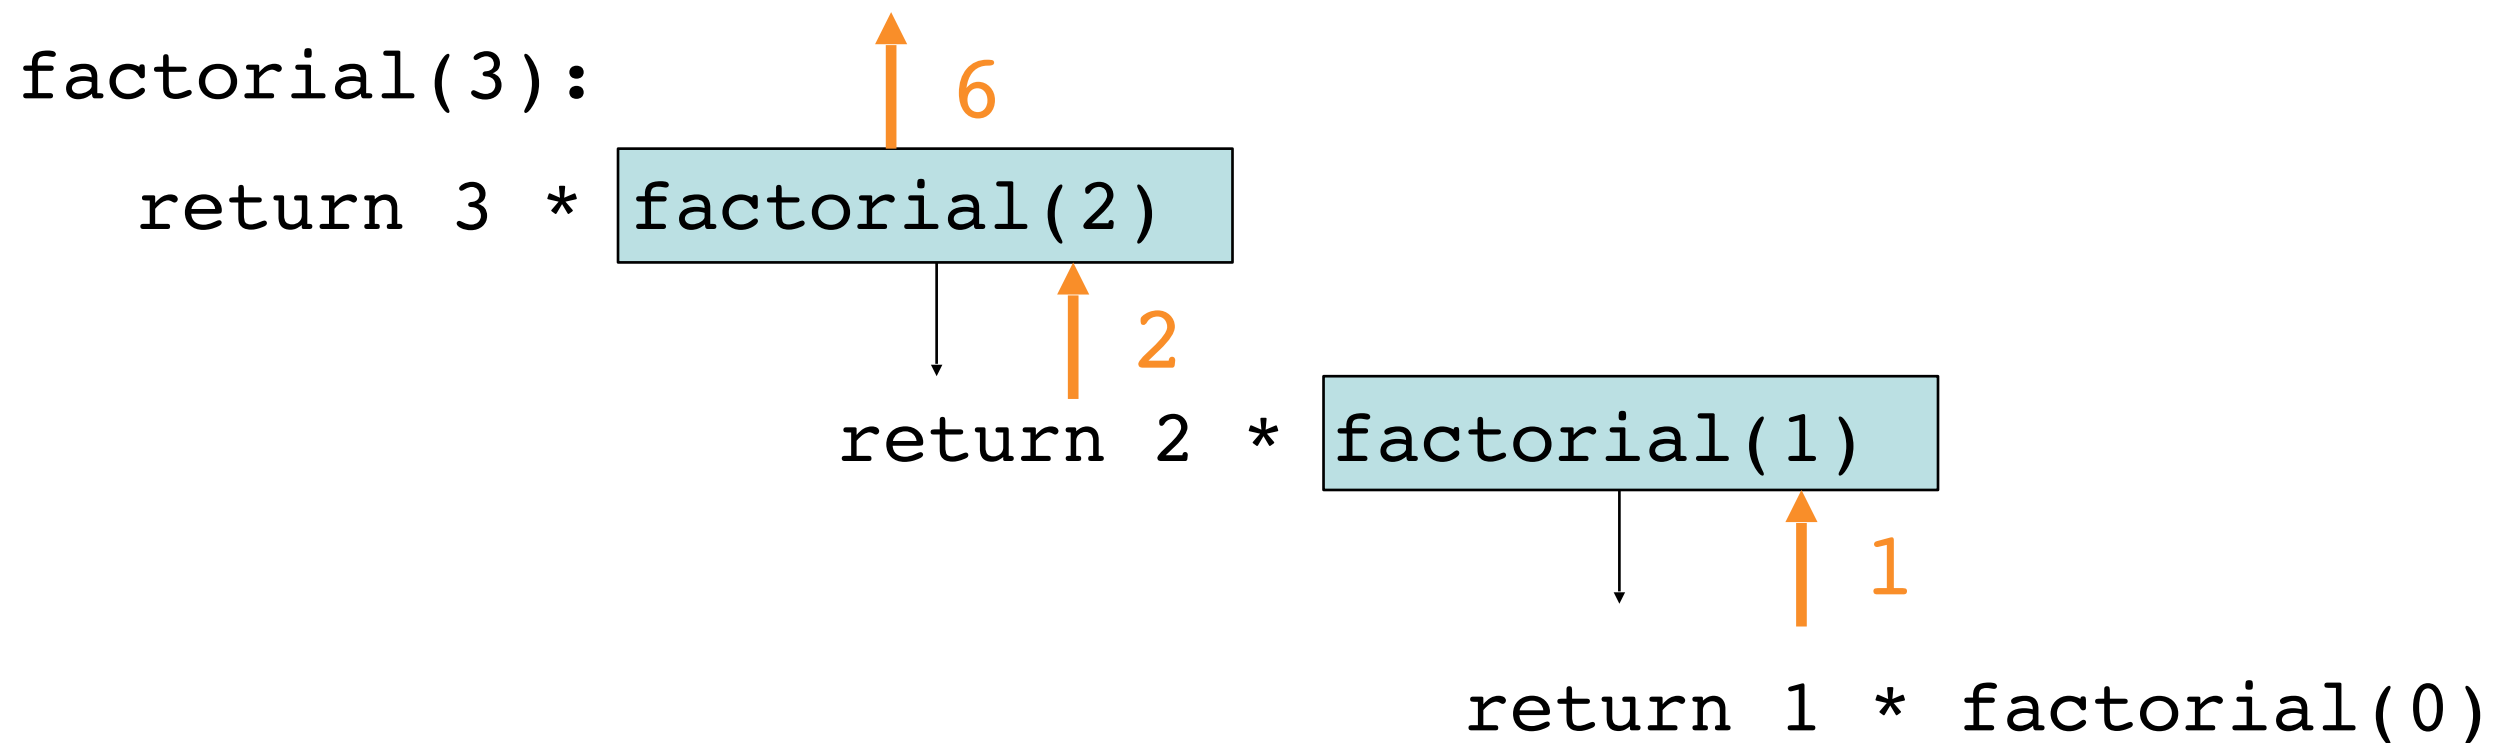 factorial(3):
6
return 3 * factorial(2)
2
return 2 * factorial(1)
1
return 1 * factorial(0)